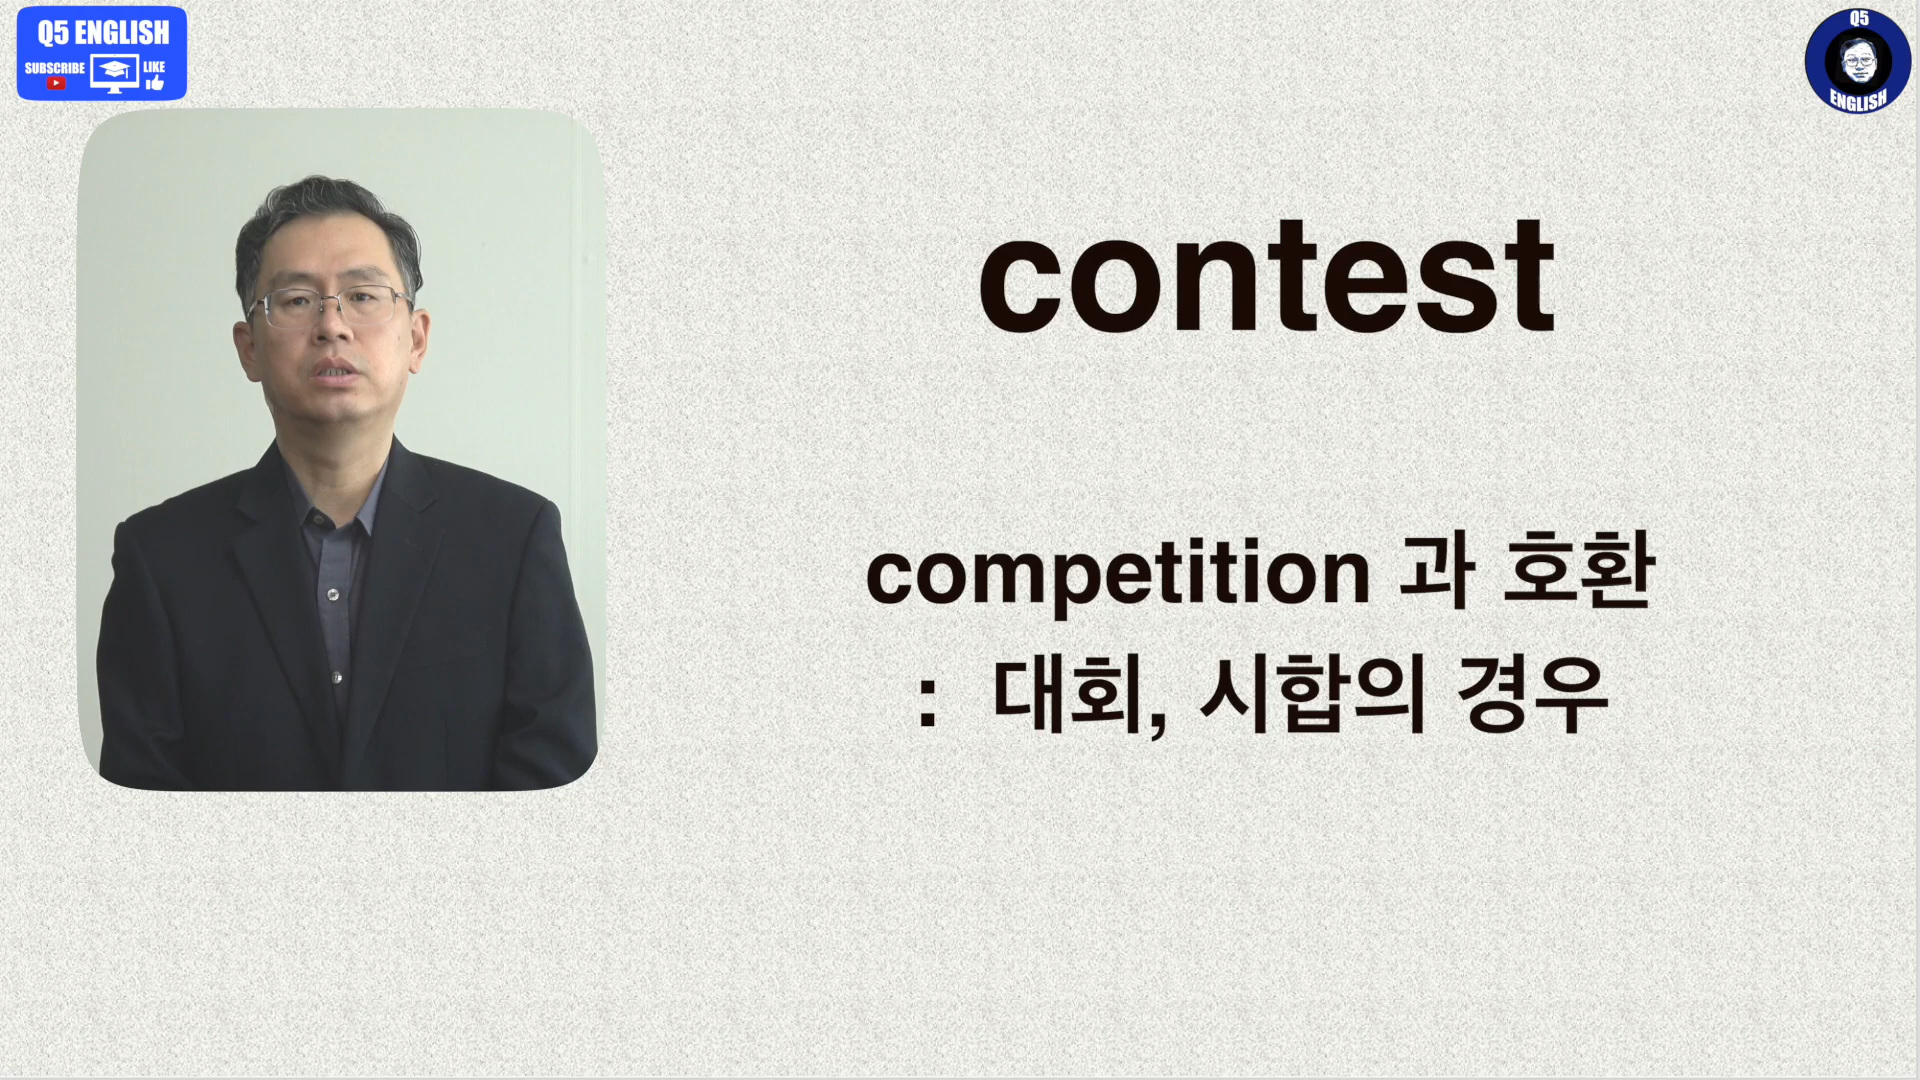 Q5 ENGLISH
SUBSCRIBE
LIKE
Q5
ENGLISH
contest
competition 과 호환
: 대회, 시합의 경우